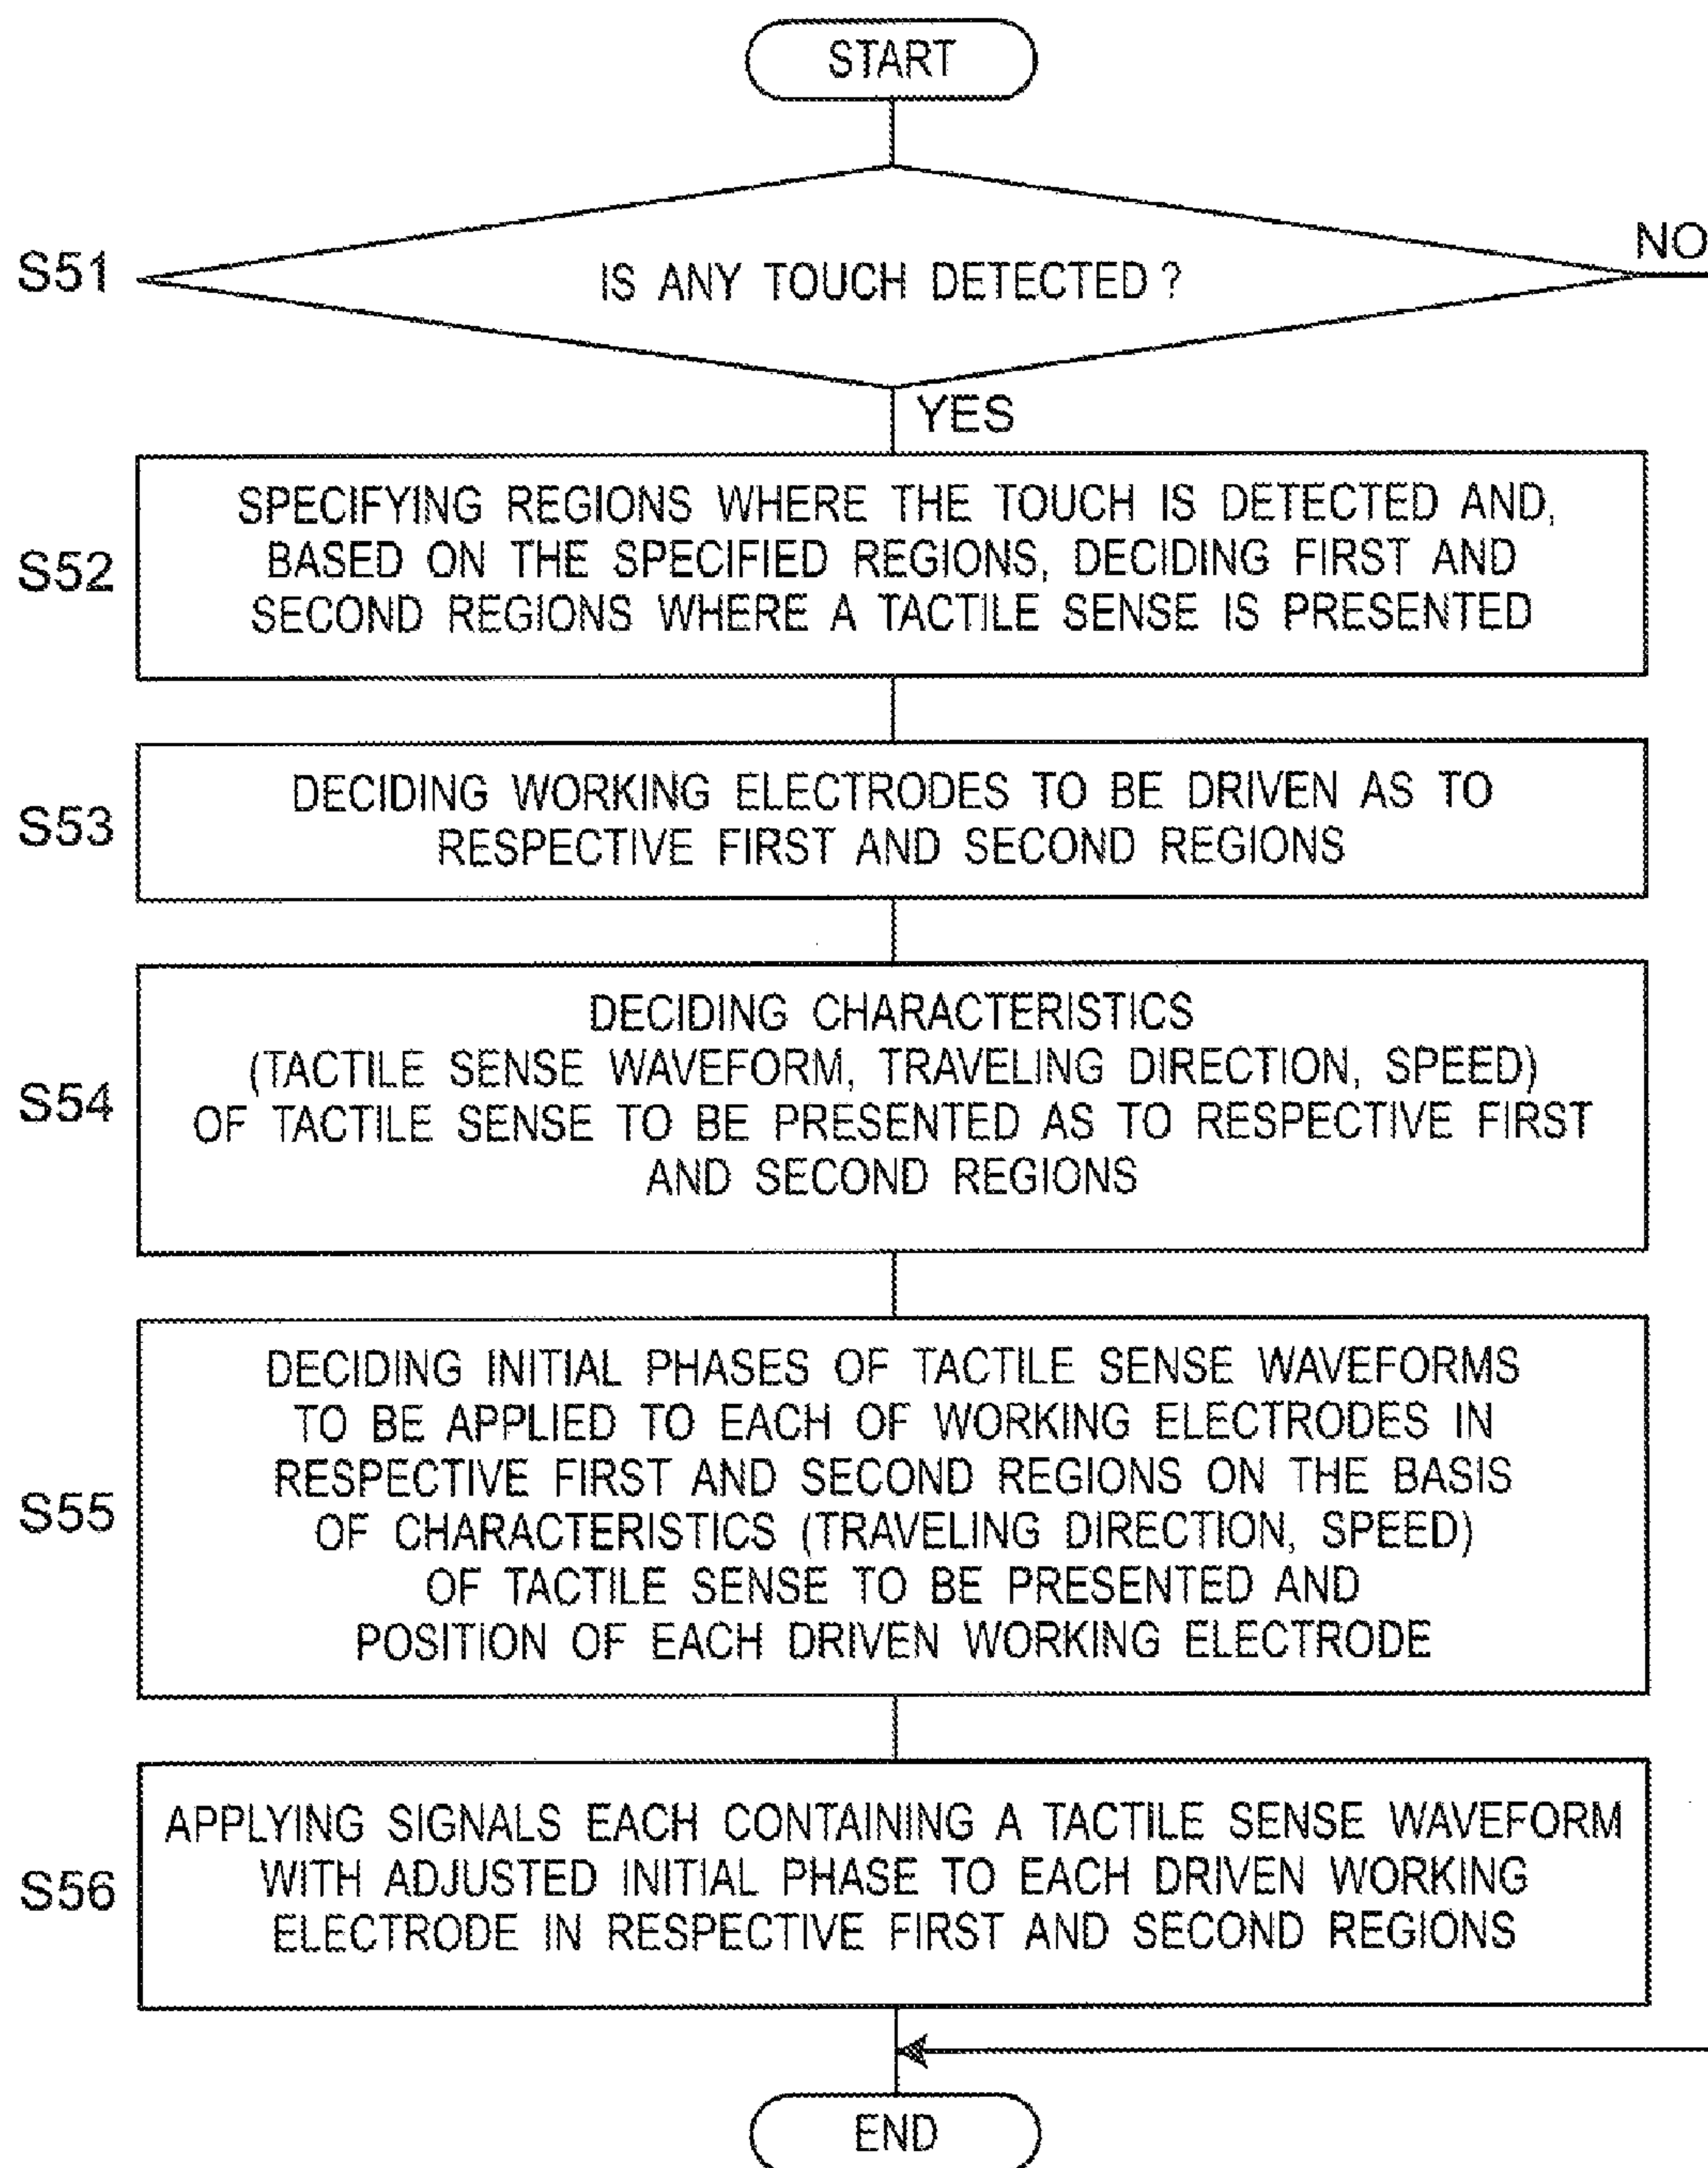 START
S51
IS ANY TOUCH DETECTED?
NO
YES
S52
SPECIFYING REGIONS WHERE THE TOUCH IS DETECTED AND,
BASED ON THE SPECIFIED REGIONS, DECIDING FIRST AND
SECOND REGIONS WHERE A TACTILE SENSE IS PRESENTED
S53
DECIDING WORKING ELECTRODES TO BE DRIVEN AS TO
RESPECTIVE FIRST AND SECOND REGIONS
S54
DECIDING CHARACTERISTICS
(TACTILE SENSE WAVEFORM, TRAVELING DIRECTION, SPEED)
OF TACTILE SENSE TO BE PRESENTED AS TO RESPECTIVE FIRST
AND SECOND REGIONS
S55
DECIDING INITIAL PHASES OF TACTILE SENSE WAVEFORMS
TO BE APPLIED TO EACH OF WORKING ELECTRODES IN
RESPECTIVE FIRST AND SECOND REGIONS ON THE BASIS
OF CHARACTERISTICS (TRAVELING DIRECTION, SPEED)
OF TACTILE SENSE TO BE PRESENTED AND
POSITION OF EACH DRIVEN WORKING ELECTRODE
S56
APPLYING SIGNALS EACH CONTAINING A TACTILE SENSE WAVEFORM
WITH ADJUSTED INITIAL PHASE TO EACH DRIVEN WORKING
ELECTRODE IN RESPECTIVE FIRST AND SECOND REGIONS
END